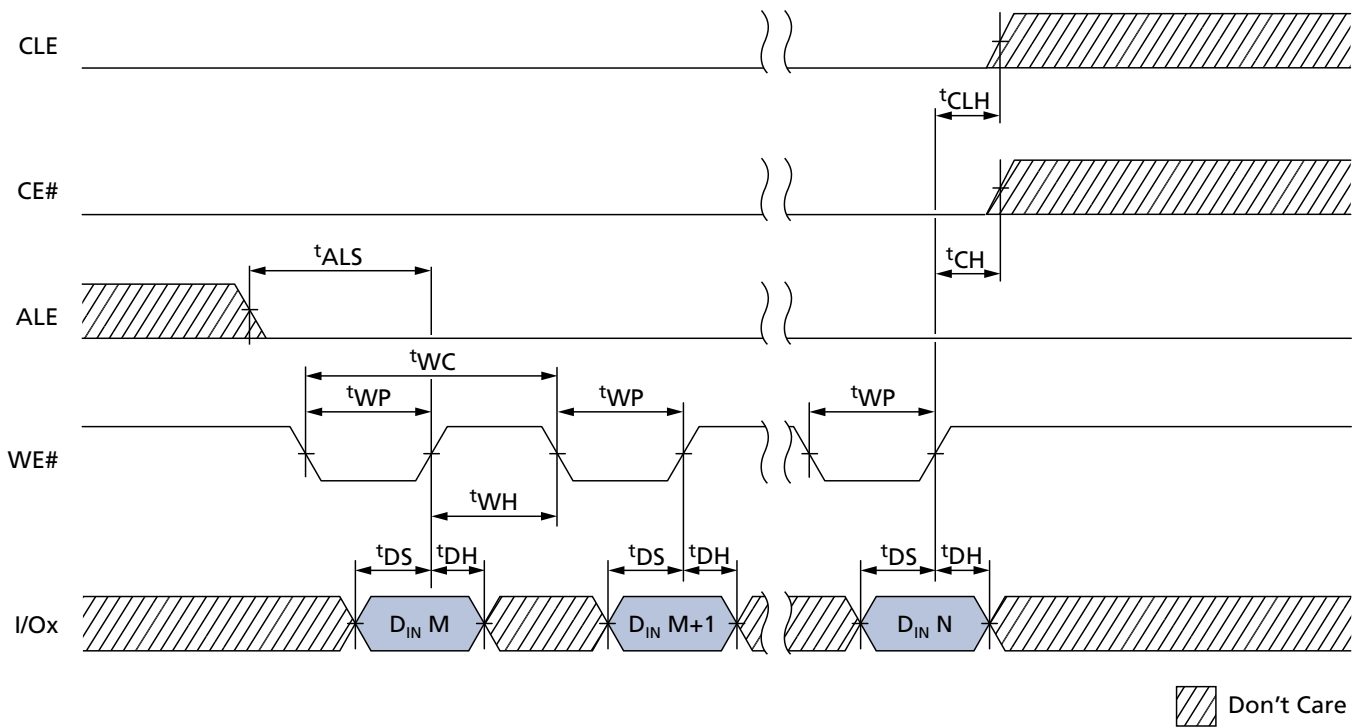 CLE
tCLH
CE#
tALS
tCH
ALE
tWC
tWP tWP tWP
WE#
tWH
tDS tDH tDS tDH tDS tDH
I/Ox DIN M DIN M+1 DIN N
Don't Care